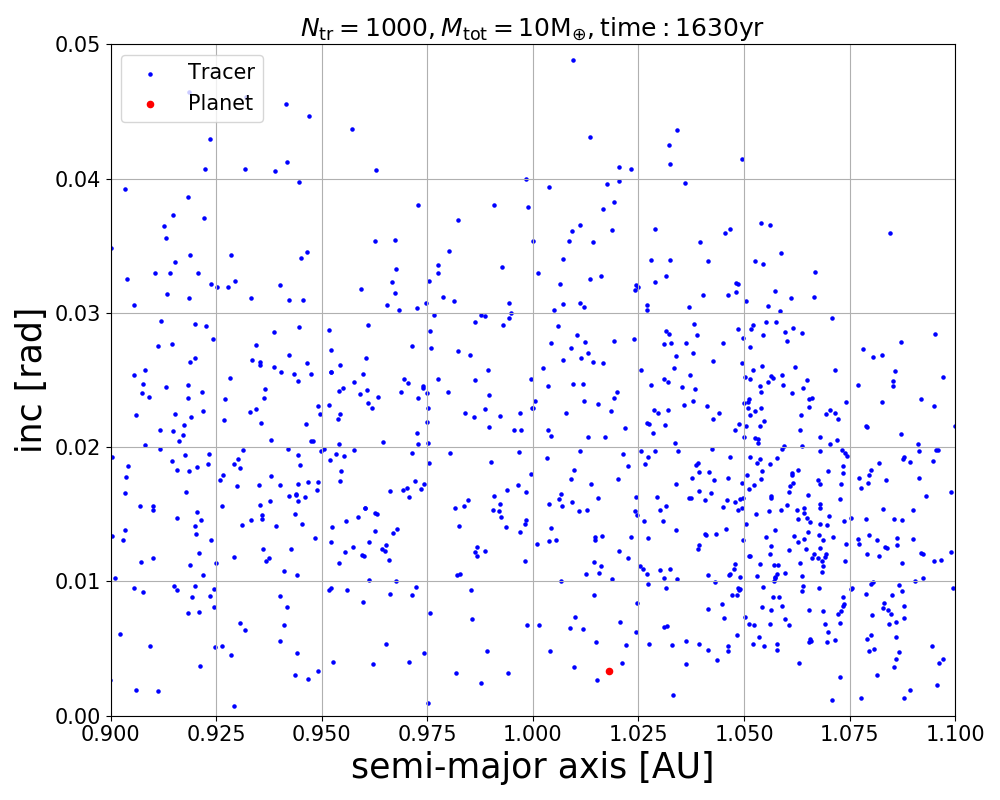 N_tr = 1000, M_tot = 10M_⊕, time : 1630yr
Tracer
Planet
inc [rad]
0.05
0.04
0.03
0.02
0.01
0.00
0.900 0.925 0.950 0.975 1.000 1.025 1.050 1.075 1.100
semi-major axis [AU]